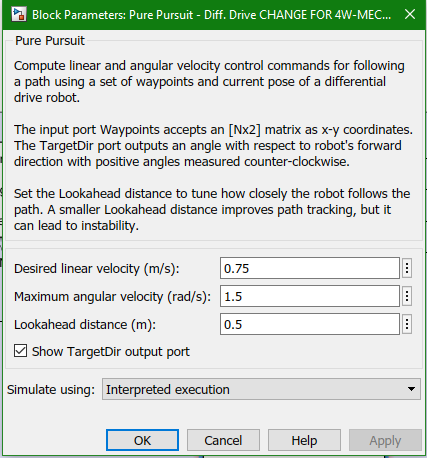 Block Parameters: Pure Pursuit - Diff. Drive CHANGE FOR 4W-MEC...
Pure Pursuit
Compute linear and angular velocity control commands for following
a path using a set of waypoints and current pose of a differential
drive robot.
The input port Waypoints accepts an [Nx2] matrix as x-y coordinates.
The TargetDir port outputs an angle with respect to robot's forward
direction with positive angles measured counter-clockwise.
Set the Lookahead distance to tune how closely the robot follows the
path. A smaller Lookahead distance improves path tracking, but it
can lead to instability.
Desired linear velocity (m/s): 0.75
Maximum angular velocity (rad/s): 1.5
Lookahead distance (m): 0.5
Show TargetDir output port
Simulate using: Interpreted execution
OK Cancel Help Apply